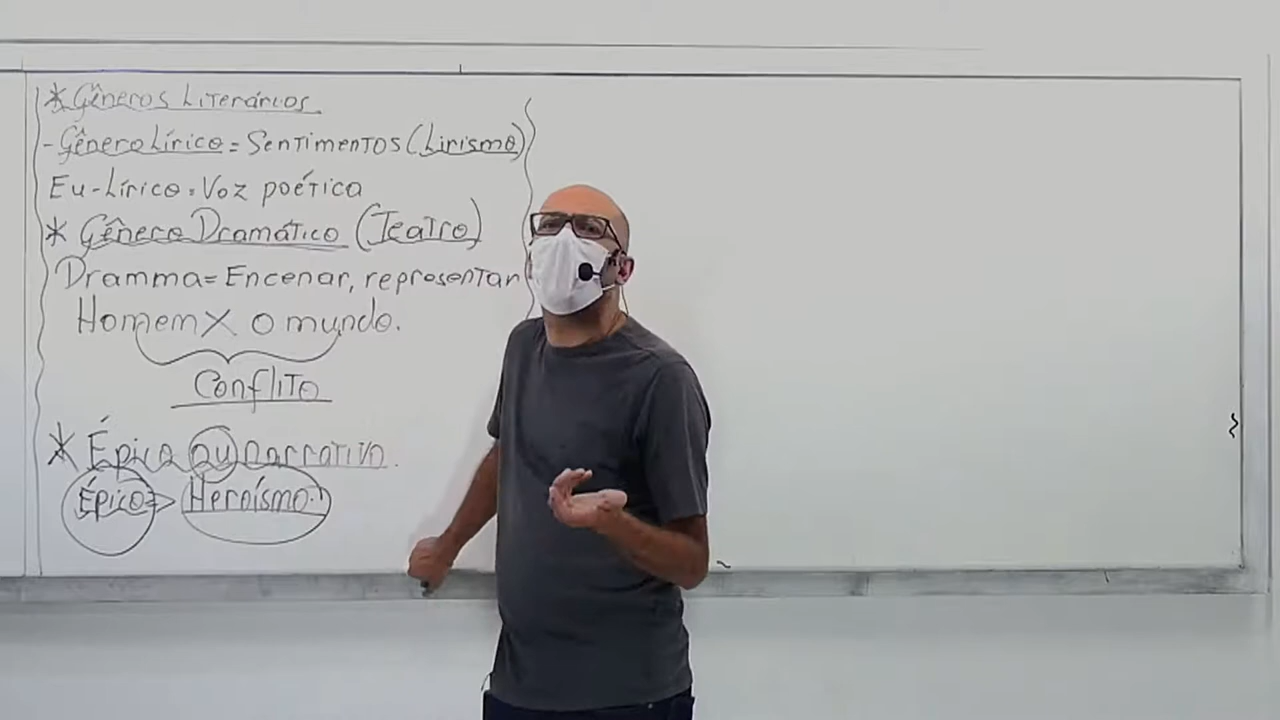 * Gêneros Literários
- Gênero Lírico = Sentimentos (Lirismo)
Eu-Lírico = Voz poética
* Gênero Dramático (Teatro)
Dramma = Encenar, representar
Homem X o mundo.
Conflito
* Épico ou narrativo.
Épico => Heroísmo.